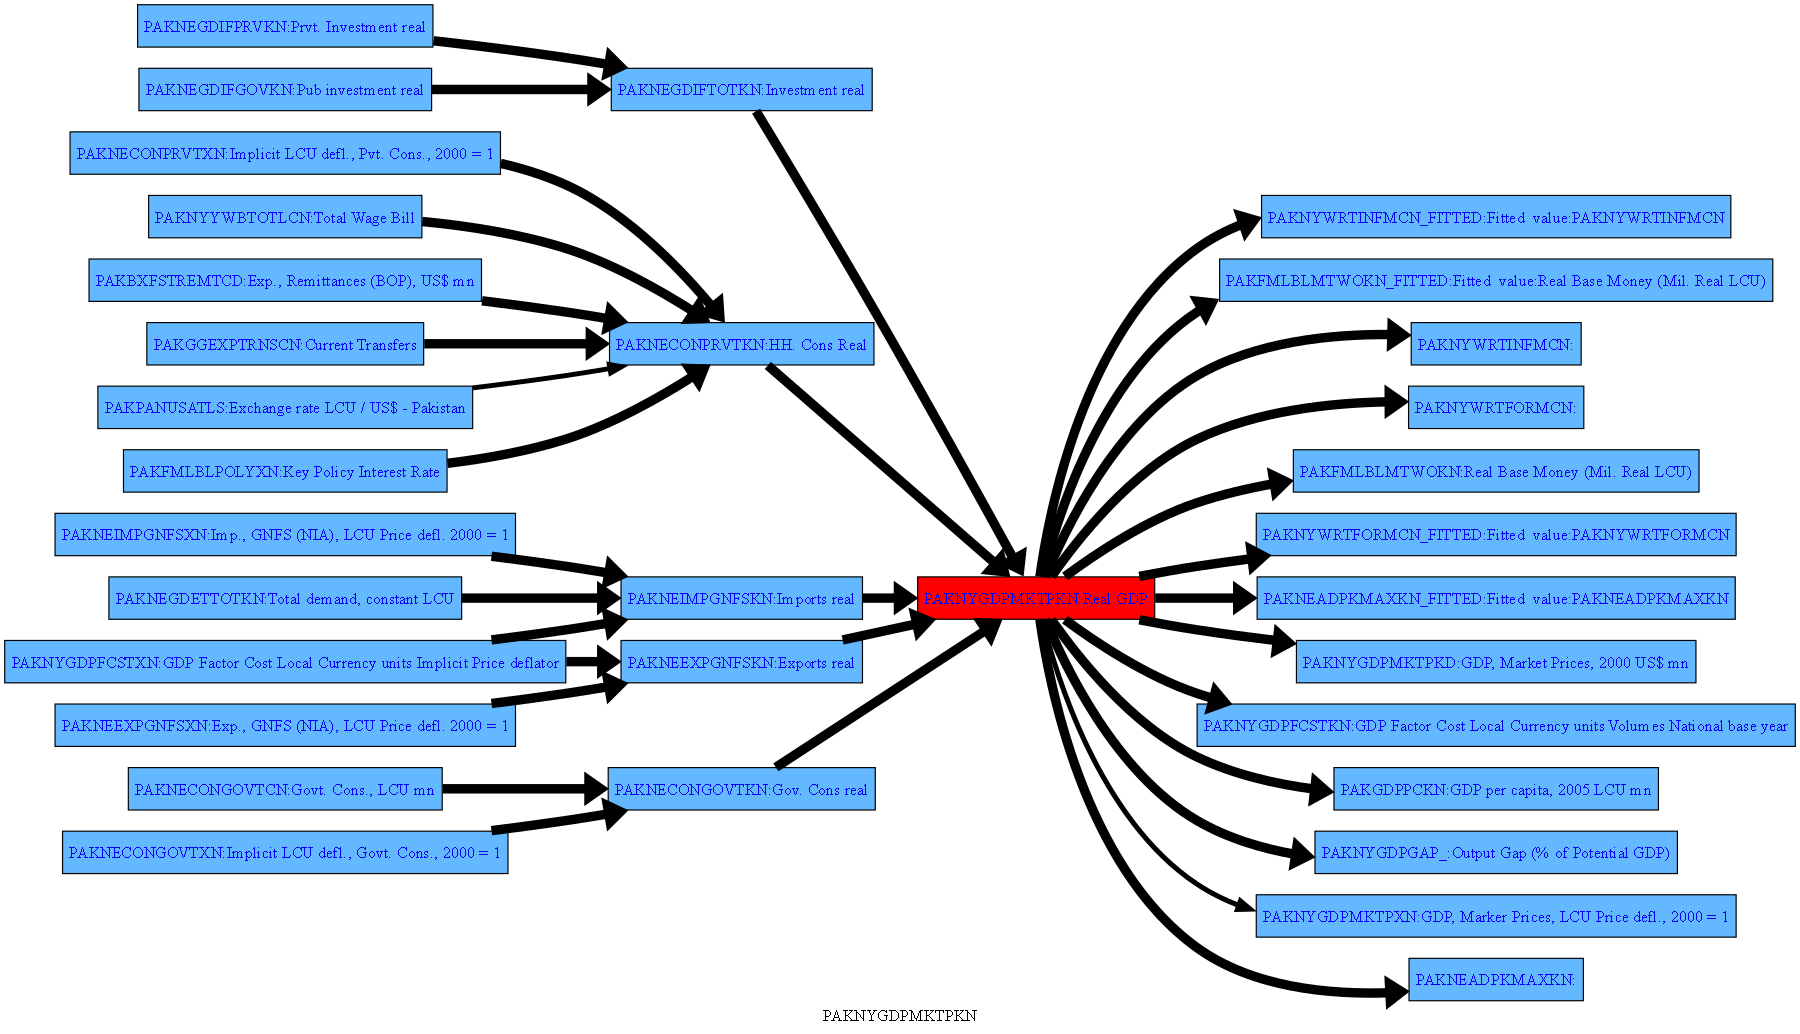 PAKNEGDIFPRVKN:Prvt. Investment real
PAKNEGDIFGOVKN:Pub investment real
PAKNEGDIFTOTKN:Investment real
PAKNECONPRVTXN:Implicit LCU defl., Pvt. Cons., 2000 = 1
PAKNYYWBTOTLCN:Total Wage Bill
PAKBXFSTREMTCD:Exp., Remittances (BOP), US$ mn
PAKGGEXPTRNSCN:Current Transfers
PAKNECONPRVTKN:HH. Cons Real
PAKPANUSATLS:Exchange rate LCU / US$ - Pakistan
PAKFMLBLPOLYXN:Key Policy Interest Rate
PAKNEIMPGNFSXN:Imp., GNFS (NIA), LCU Price defl. 2000 = 1
PAKNEGDETTOTKN:Total demand, constant LCU
PAKNEIMPGNFSKN:Imports real
PAKNYGDPFCSTXN:GDP Factor Cost Local Currency units Implicit Price deflator
PAKNEEXPGNFSKN:Exports real
PAKNEEXPGNFSXN:Exp., GNFS (NIA), LCU Price defl. 2000 = 1
PAKNECONGOVTCN:Govt. Cons., LCU mn
PAKNECONGOVTKN:Gov. Cons real
PAKNECONGOVTXN:Implicit LCU defl., Govt. Cons., 2000 = 1
PAKNYGDPMKTPKN:Real GDP
PAKNYWRTINFMCN_FITTED:Fitted value:PAKNYWRTINFMCN
PAKFMLBLMTWOKN_FITTED:Fitted value:Real Base Money (Mil. Real LCU)
PAKNYWRTINFMCN:
PAKNYWRTFORMCN:
PAKFMLBLMTWOKN:Real Base Money (Mil. Real LCU)
PAKNYWRTFORMCN_FITTED:Fitted value:PAKNYWRTFORMCN
PAKNEADPKMAXKN_FITTED:Fitted value:PAKNEADPKMAXKN
PAKNYGDPMKTPKD:GDP, Market Prices, 2000 US$ mn
PAKNYGDPFCSTKN:GDP Factor Cost Local Currency units Volumes National base year
PAKGDPPCKN:GDP per capita, 2005 LCU mn
PAKNYGDPGAP_:Output Gap (% of Potential GDP)
PAKNYGDPMKTPXN:GDP, Marker Prices, LCU Price defl., 2000 = 1
PAKNEADPKMAXKN:
PAKNYGDPMKTPKN